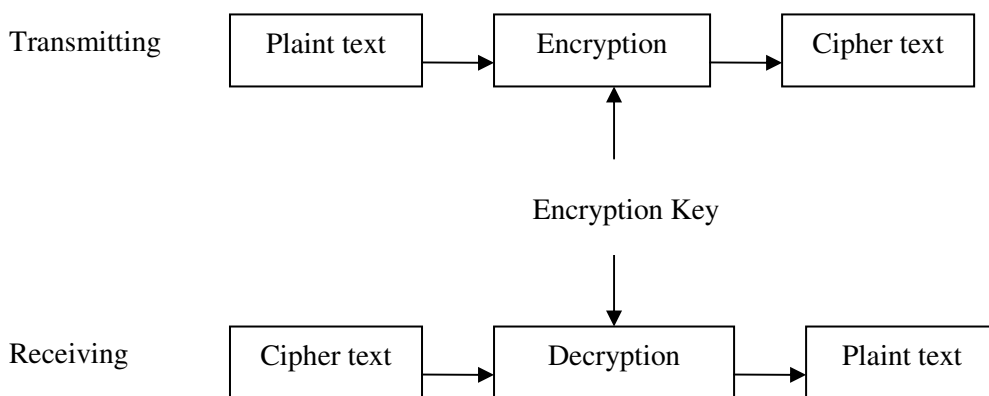 Transmitting Plaint text Encryption Cipher text
Encryption Key
Receiving Cipher text Decryption Plaint text